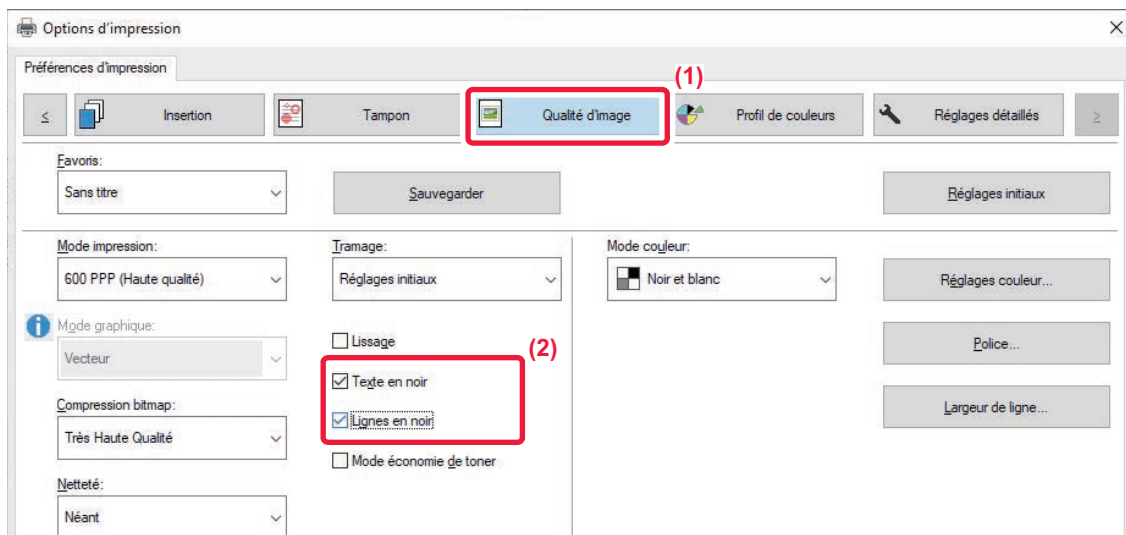 Options d'impression
Préférences d'impression
(1)
< Insertion Tampon Qualité d'image Profil de couleurs Réglages détaillés >
Favoris:
Sans titre Sauvegarder Réglages initiaux
Mode impression: Tramage: Mode couleur:
600 PPP (Haute qualité) Réglages initiaux Noir et blanc Réglages couleur...
Mode graphique:
Lissage (2) Police...
Vecteur
Texte en noir
Compression bitmap: Lignes en noir Largeur de ligne...
Très Haute Qualité
Mode économie de toner
Netteté:
Néant